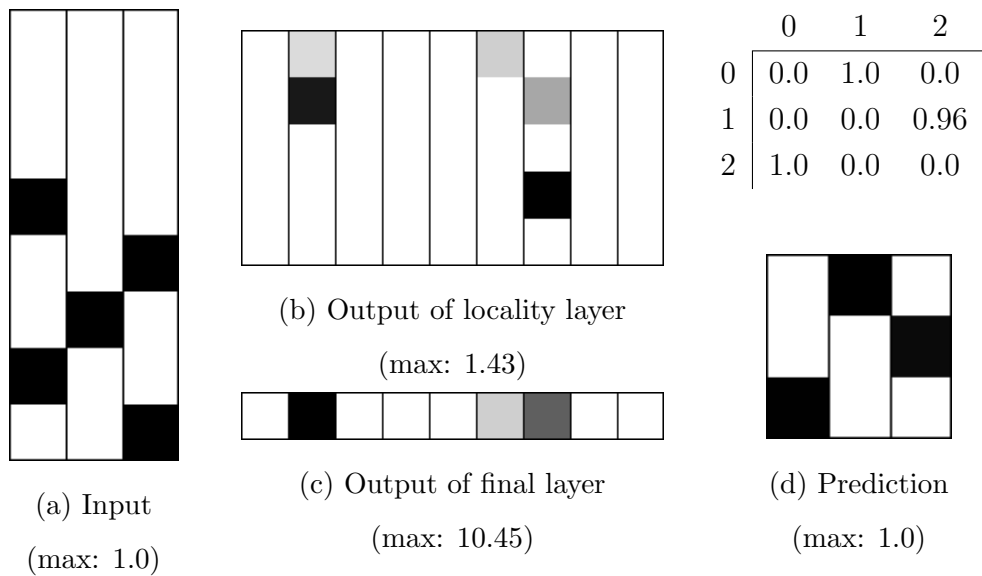 0 1 2
0 0.0 1.0 0.0
1 0.0 0.0 0.96
2 1.0 0.0 0.0
(b) Output of locality layer
(max: 1.43)
(a) Input
(max: 1.0)
(c) Output of final layer
(max: 10.45)
(d) Prediction
(max: 1.0)